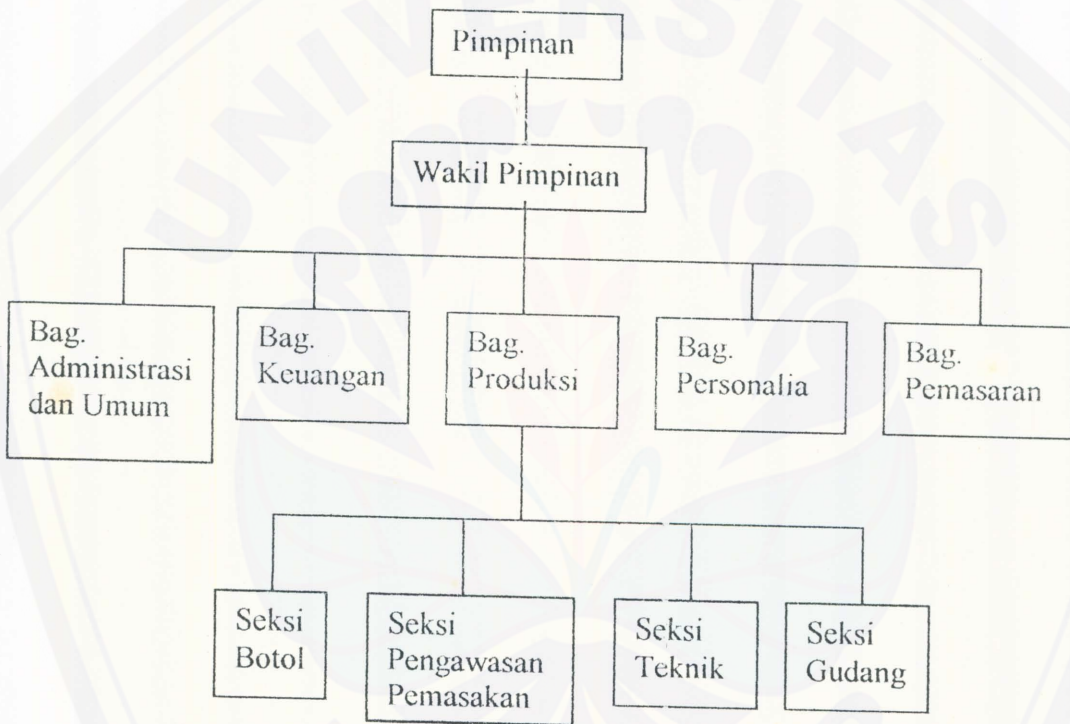 UNIVERSITAS
Pimpinan
Wakil Pimpinan
Bag.
Administrasi
dan Umum
Bag.
Keuangan
Bag.
Produksi
Bag.
Personalia
Bag.
Pemasaran
Seksi
Botol
Seksi
Pengawasan
Pemasakan
Seksi
Teknik
Seksi
Gudang